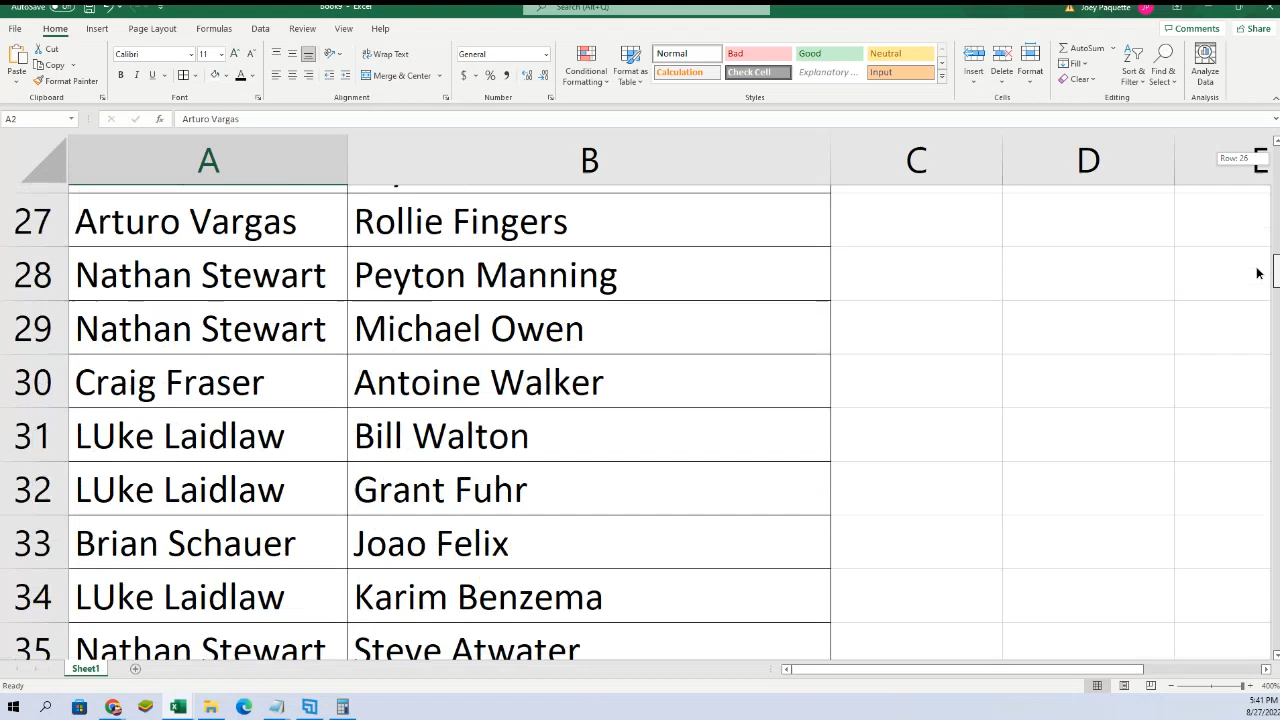 AutoSave Off Book9 - Excel Search (Alt+Q) Joey Paquette JP
File Home Insert Page Layout Formulas Data Review View Help Comments Share
Paste Cut Copy Format Painter
Clipboard
Calibri 11
Font
Wrap Text
Merge & Center
Alignment
General
Number
Conditional Formatting Format as Table
Normal Bad Good Neutral
Calculation Check Cell Explanatory ... Input
Styles
Insert Delete Format
Cells
AutoSum
Fill
Clear
Sort & Filter Find & Select
Editing
Analyze Data
Analysis
A2 fx Arturo Vargas
A B C D E
Row: 26
27 Arturo Vargas Rollie Fingers
28 Nathan Stewart Peyton Manning
29 Nathan Stewart Michael Owen
30 Craig Fraser Antoine Walker
31 LUke Laidlaw Bill Walton
32 LUke Laidlaw Grant Fuhr
33 Brian Schauer Joao Felix
34 LUke Laidlaw Karim Benzema
35 Nathan Stewart Steve Atwater
Sheet1
Ready 400%
5:41 PM
8/27/2022